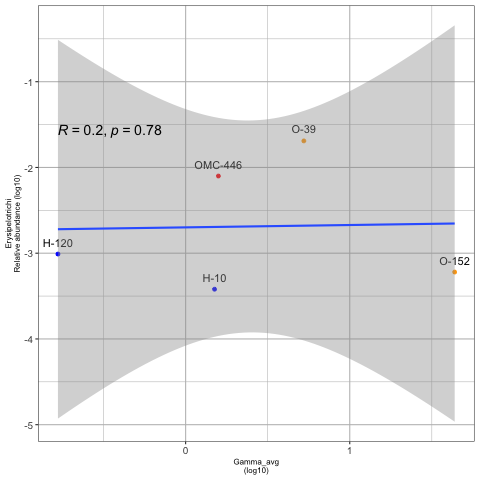 -1
-2
-3
-4
-5
Erysipelotrichi
Relative abundance (log10)
R = 0.2, p = 0.78
O-39
OMC-446
H-120
H-10
O-152
0
1
Gamma_avg
(log10)